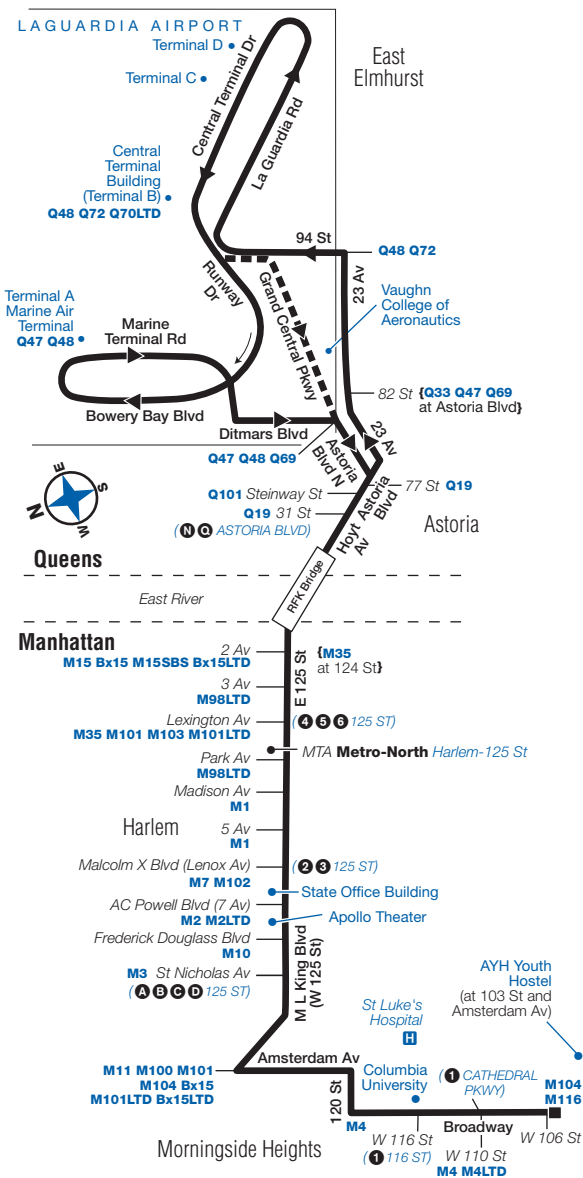 LAGUARDIA AIRPORT
Terminal D
East
Elmhurst
Terminal C
Central Terminal Dr
La Guardia Rd
Central
Terminal
Building
(Terminal B)
Q48 Q72 Q70LTD
94 St
Q48 Q72
23 Av
Runway
Dr
Grand Central Pkwy
Vaughn
College of
Aeronautics
Terminal A
Marine Air
Terminal
Q47 Q48
Marine
Terminal Rd
Bowery Bay Blvd
82 St {Q33 Q47 Q69
at Astoria Blvd}
Ditmars Blvd
23 Av
Astoria
Blvd N
Q47 Q48 Q69
77 St Q19
Q101 Steinway St
Q19 31 St
(N Q ASTORIA BLVD)
Hoyt
Av
Astoria
Blvd
Astoria
N
E
S
W
Queens
RFK Bridge
East River
Manhattan
2 Av
M15 Bx15 M15SBS Bx15LTD
{M35
at 124 St}
E 125 St
3 Av
M98LTD
Lexington Av
M35 M101 M103 M101LTD
(4 5 6 125 ST)
MTA Metro-North Harlem-125 St
Park Av
M98LTD
Madison Av
M1
Harlem
5 Av
M1
Malcolm X Blvd (Lenox Av)
M7 M102
(2 3 125 ST)
State Office Building
AC Powell Blvd (7 Av)
M2 M2LTD
Apollo Theater
Frederick Douglass Blvd
M10
M L King Blvd
(W 125 St)
M3 St Nicholas Av
(A B C D 125 ST)
AYH Youth
Hostel
(at 103 St and
Amsterdam Av)
St Luke's
Hospital
H
Amsterdam Av
M11 M100 M101
M104 Bx15
M101LTD Bx15LTD
120 St
Columbia
University
(1 CATHEDRAL
PKWY)
M104
M116
M4
Broadway
W 116 St
(1 116 ST)
W 110 St
M4 M4LTD
W 106 St
Morningside Heights